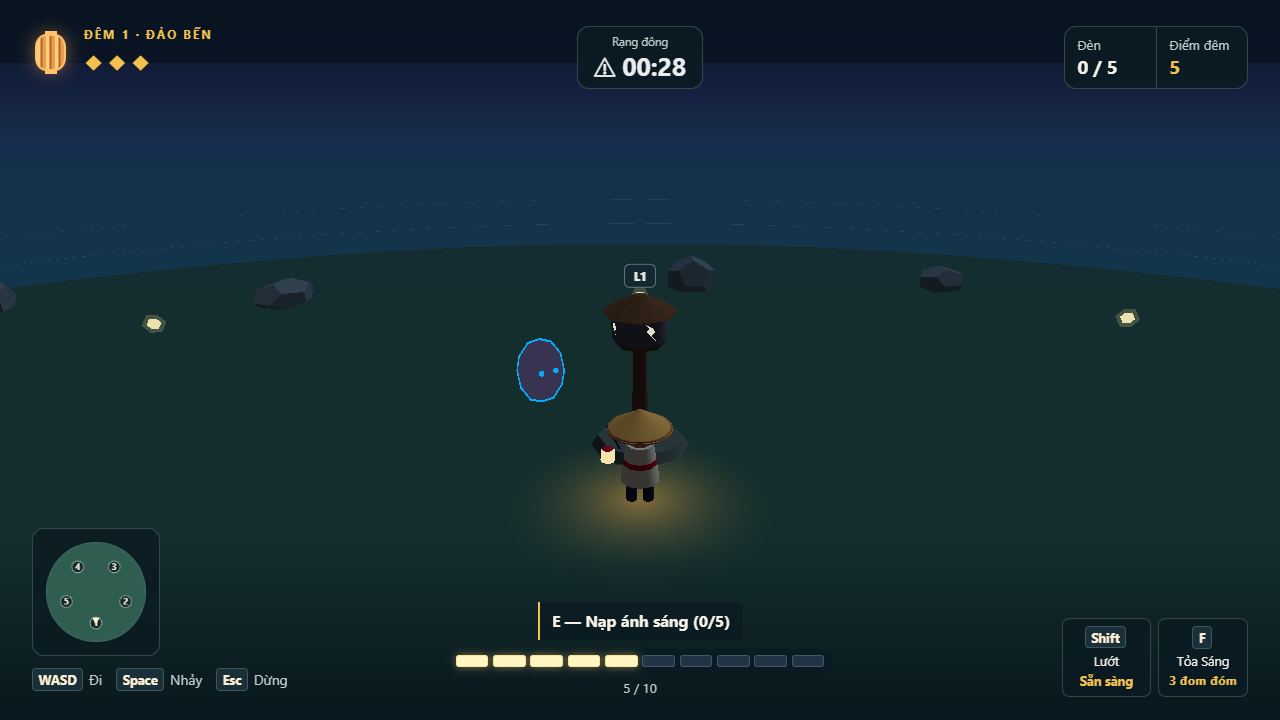 ĐÊM 1 · ĐẢO BẾN
Rạng đông
⚠ 00:28
Đèn
0 / 5
Điểm đêm
5
L1
4
3
5
2
E — Nạp ánh sáng (0/5)
5 / 10
WASD Đi Space Nhảy Esc Dừng
Shift
Lướt
Sẵn sàng
F
Tỏa Sáng
3 đom đóm